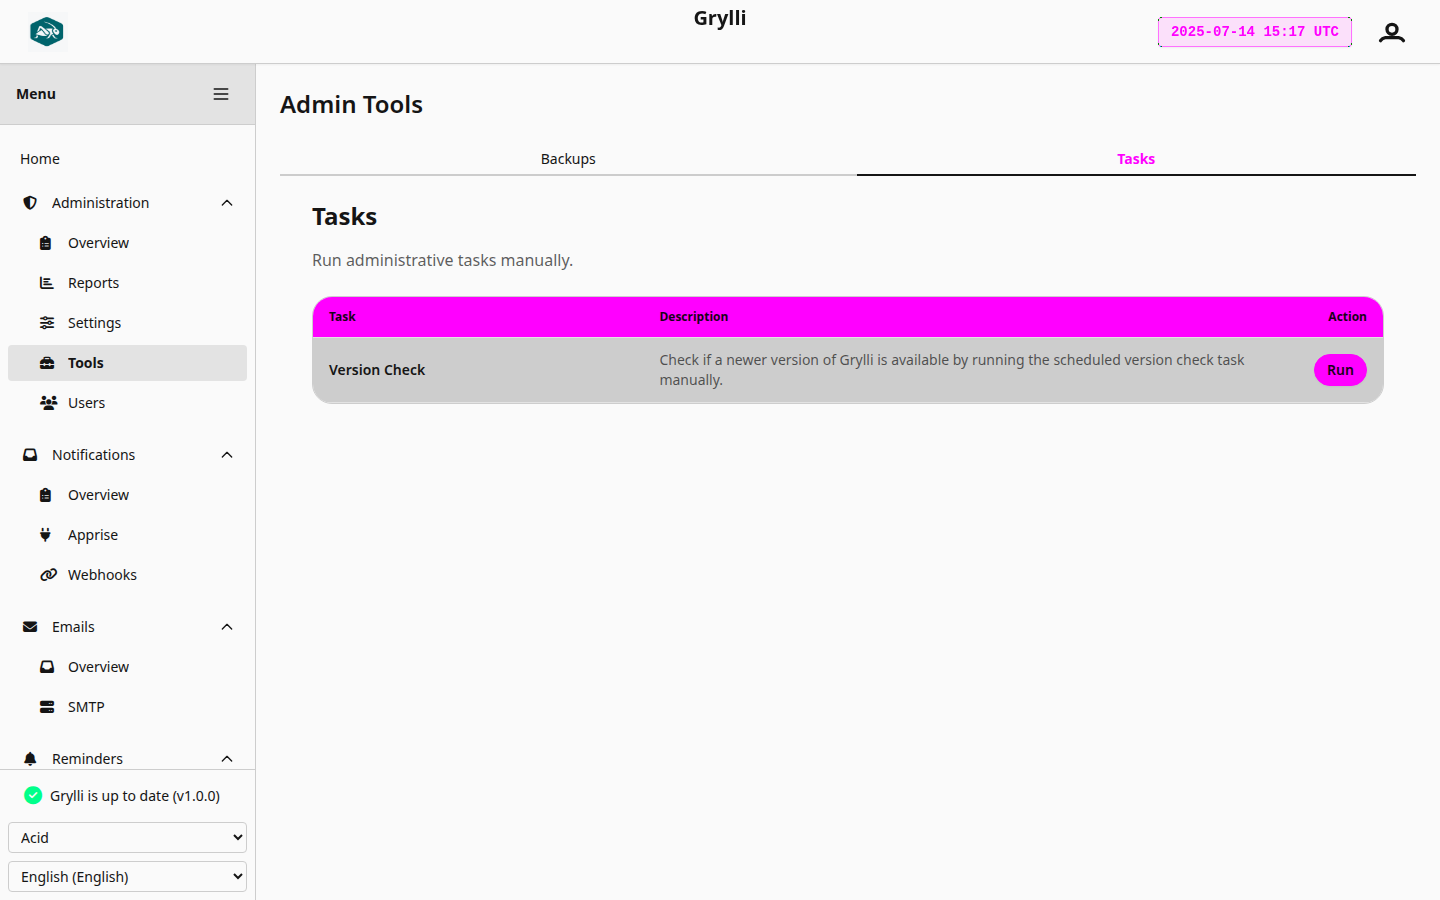 Grylli
2025-07-14 15:17 UTC
Menu
Home
Administration
Overview
Reports
Settings
Tools
Users
Notifications
Overview
Apprise
Webhooks
Emails
Overview
SMTP
Reminders
Grylli is up to date (v1.0.0)
Acid
English (English)
Admin Tools
Backups
Tasks
Tasks
Run administrative tasks manually.
Task Description Action
Version Check
Check if a newer version of Grylli is available by running the scheduled version check task
manually.
Run